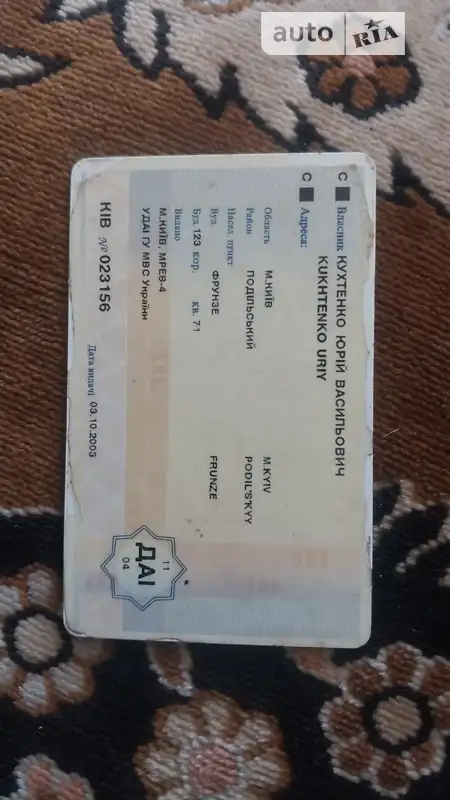 auto RIA
С Власник КУХТЕНКО ЮРІЙ ВАСИЛЬОВИЧ
KUKHTENKO URIY
С Адреса:
Область М.КИЇВ M.KYIV
Район ПОДІЛЬСЬКИЙ PODIL'S'KYY
Насел. пункт
Вул. ФРУНЗЕ FRUNZE
Буд. 123 кор. кв. 71
Видано
М.КИЇВ, МРЕВ-4
УДАІ ГУ МВС України
КІВ № 023156
Дата видачі 03.10.2003
11
ДАІ
04